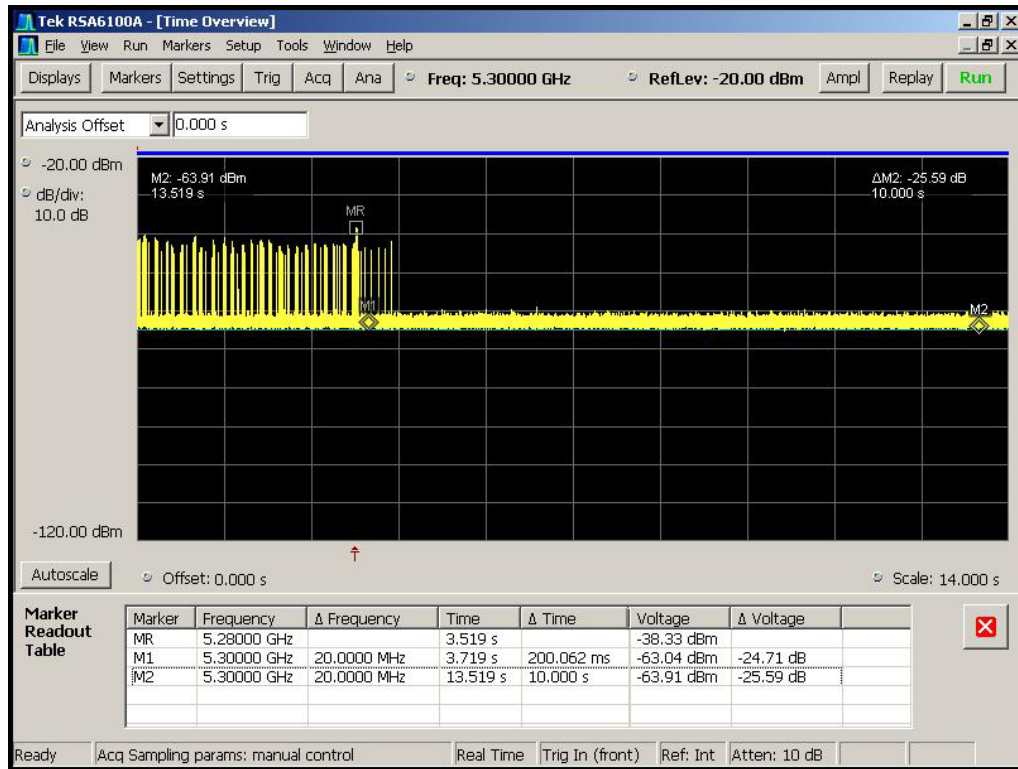 Tek RSA6100A - [Time Overview]
File View Run Markers Setup Tools Window Help
Displays Markers Settings Trig Acq Ana Freq: 5.30000 GHz RefLev: -20.00 dBm Ampl Replay Run
Analysis Offset 0.000 s
-20.00 dBm
dB/div:
10.0 dB
M2: -63.91 dBm
13.519 s
ΔM2: -25.59 dB
10.000 s
MR
M1
M2
-120.00 dBm
Autoscale Offset: 0.000 s Scale: 14.000 s
Marker Readout Table
Marker Frequency Δ Frequency Time Δ Time Voltage Δ Voltage
MR 5.28000 GHz 3.519 s -38.33 dBm
M1 5.30000 GHz 20.0000 MHz 3.719 s 200.062 ms -63.04 dBm -24.71 dB
M2 5.30000 GHz 20.0000 MHz 13.519 s 10.000 s -63.91 dBm -25.59 dB
Ready Acq Sampling params: manual control Real Time Trig In (front) Ref: Int Atten: 10 dB